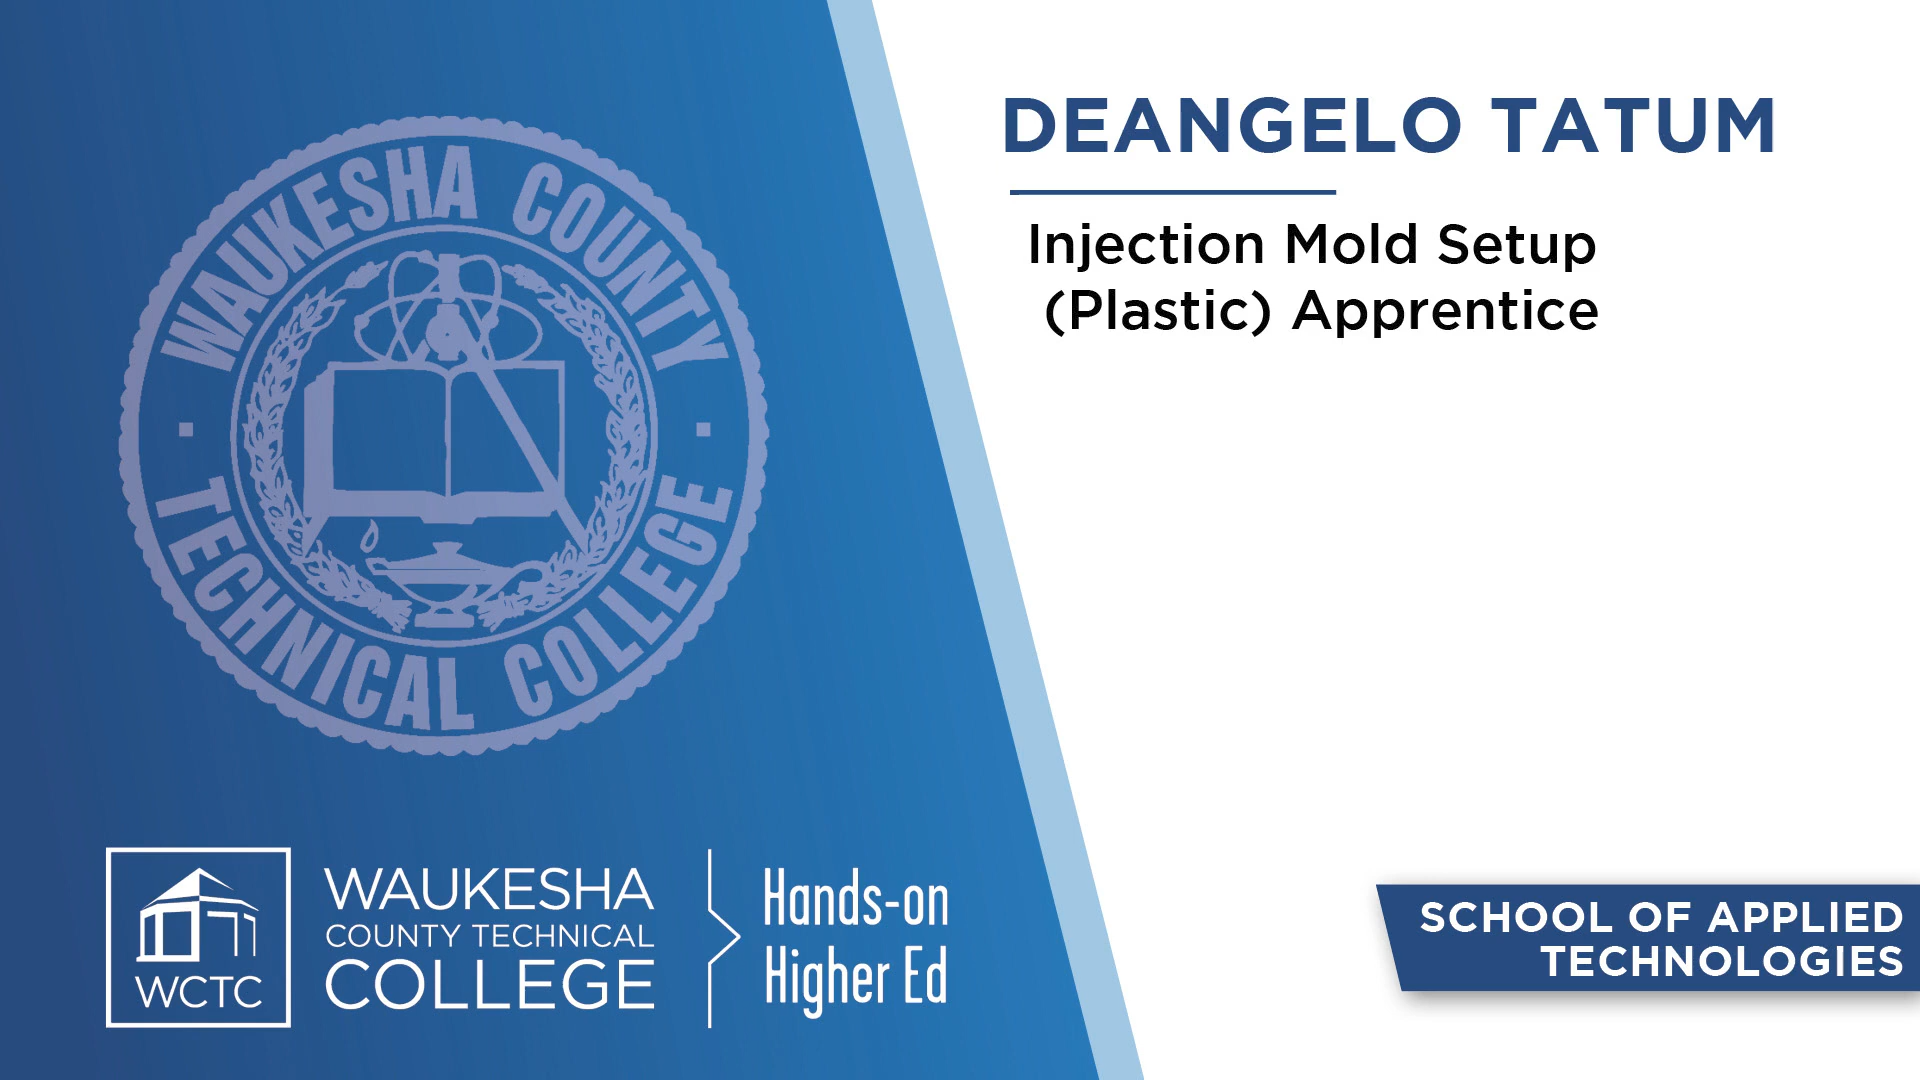 WAUKESHA COUNTY
TECHNICAL COLLEGE
WCTC
WAUKESHA
COUNTY TECHNICAL
COLLEGE
Hands-on
Higher Ed
DEANGELO TATUM
Injection Mold Setup
(Plastic) Apprentice
SCHOOL OF APPLIED
TECHNOLOGIES